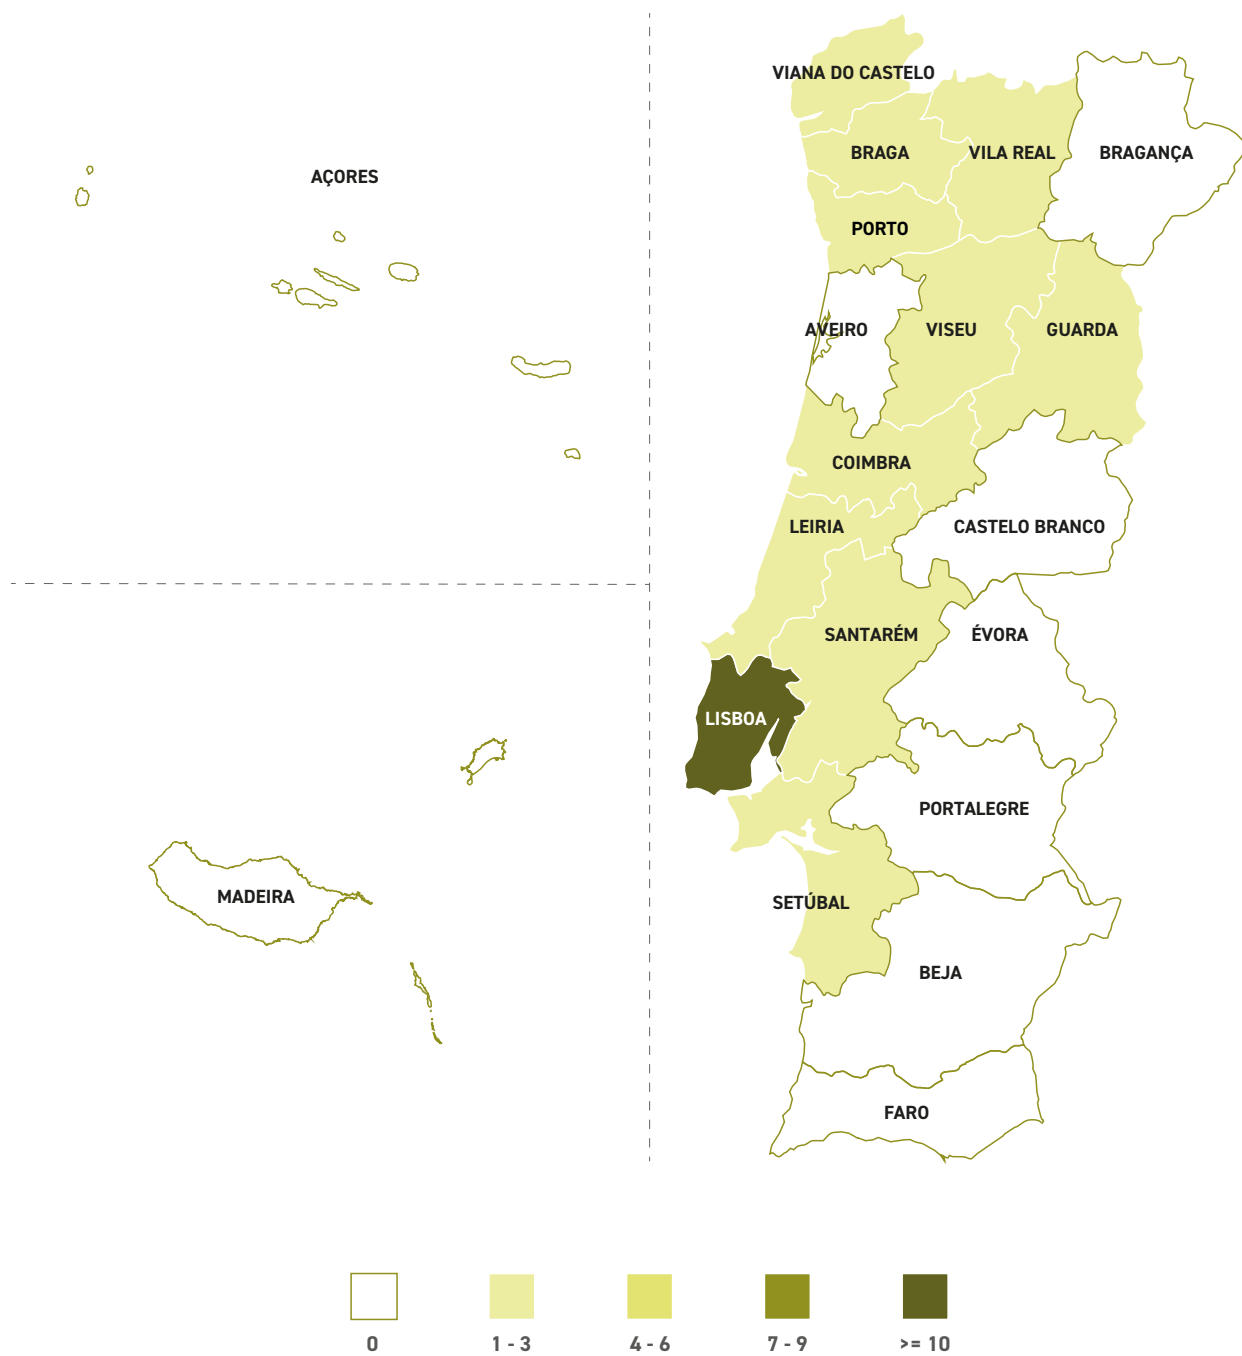 VIANA DO CASTELO
BRAGA
VILA REAL
BRAGANÇA
AÇORES
PORTO
AVEIRO
VISEU
GUARDA
COIMBRA
LEIRIA
CASTELO BRANCO
SANTARÉM
ÉVORA
LISBOA
PORTALEGRE
MADEIRA
SETÚBAL
BEJA
FARO
0
1 - 3
4 - 6
7 - 9
>= 10